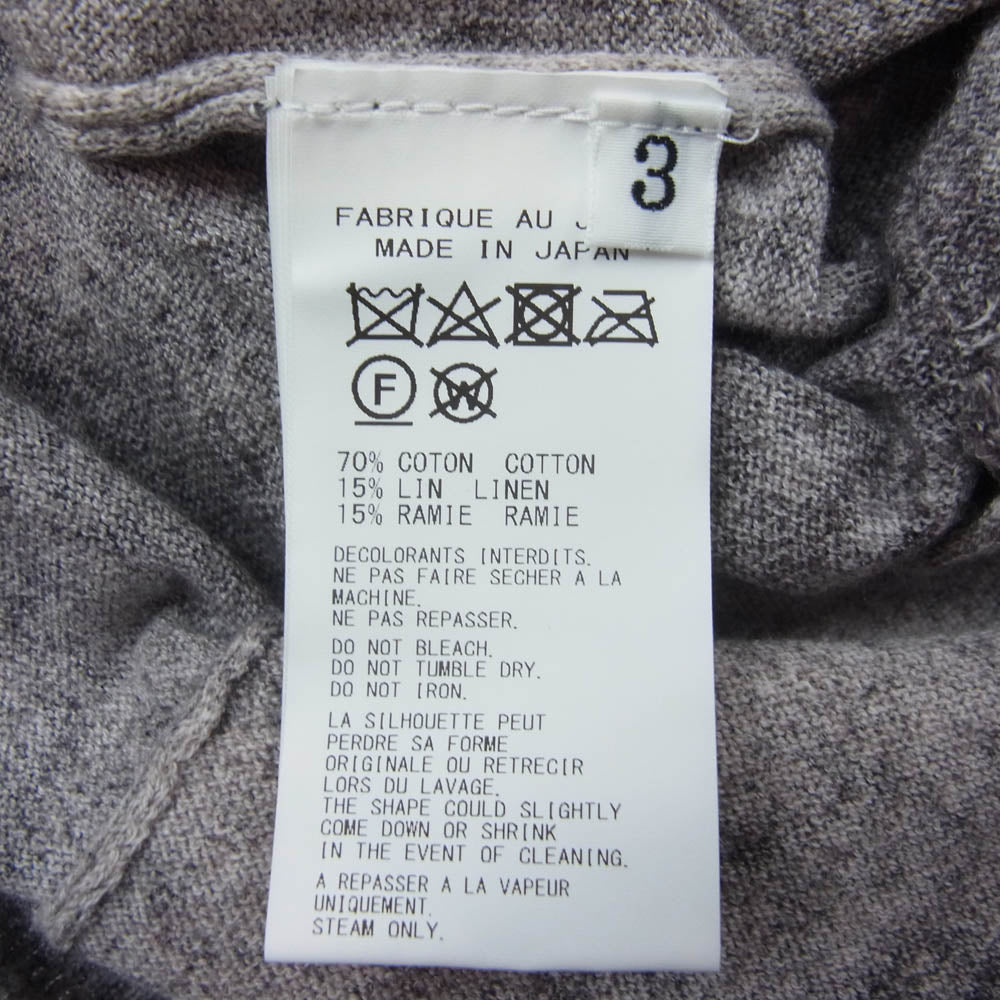 3
FABRIQUE AU
MADE IN JAPAN
F
W
70% COTON COTTON
15% LIN LINEN
15% RAMIE RAMIE
DECOLORANTS INTERDITS.
NE PAS FAIRE SECHER A LA
MACHINE.
NE PAS REPASSER.
DO NOT BLEACH.
DO NOT TUMBLE DRY.
DO NOT IRON.
LA SILHOUETTE PEUT
PERDRE SA FORME
ORIGINALE OU RETRECIR
LORS DU LAVAGE.
THE SHAPE COULD SLIGHTLY
COME DOWN OR SHRINK
IN THE EVENT OF CLEANING.
A REPASSER A LA VAPEUR
UNIQUEMENT.
STEAM ONLY.